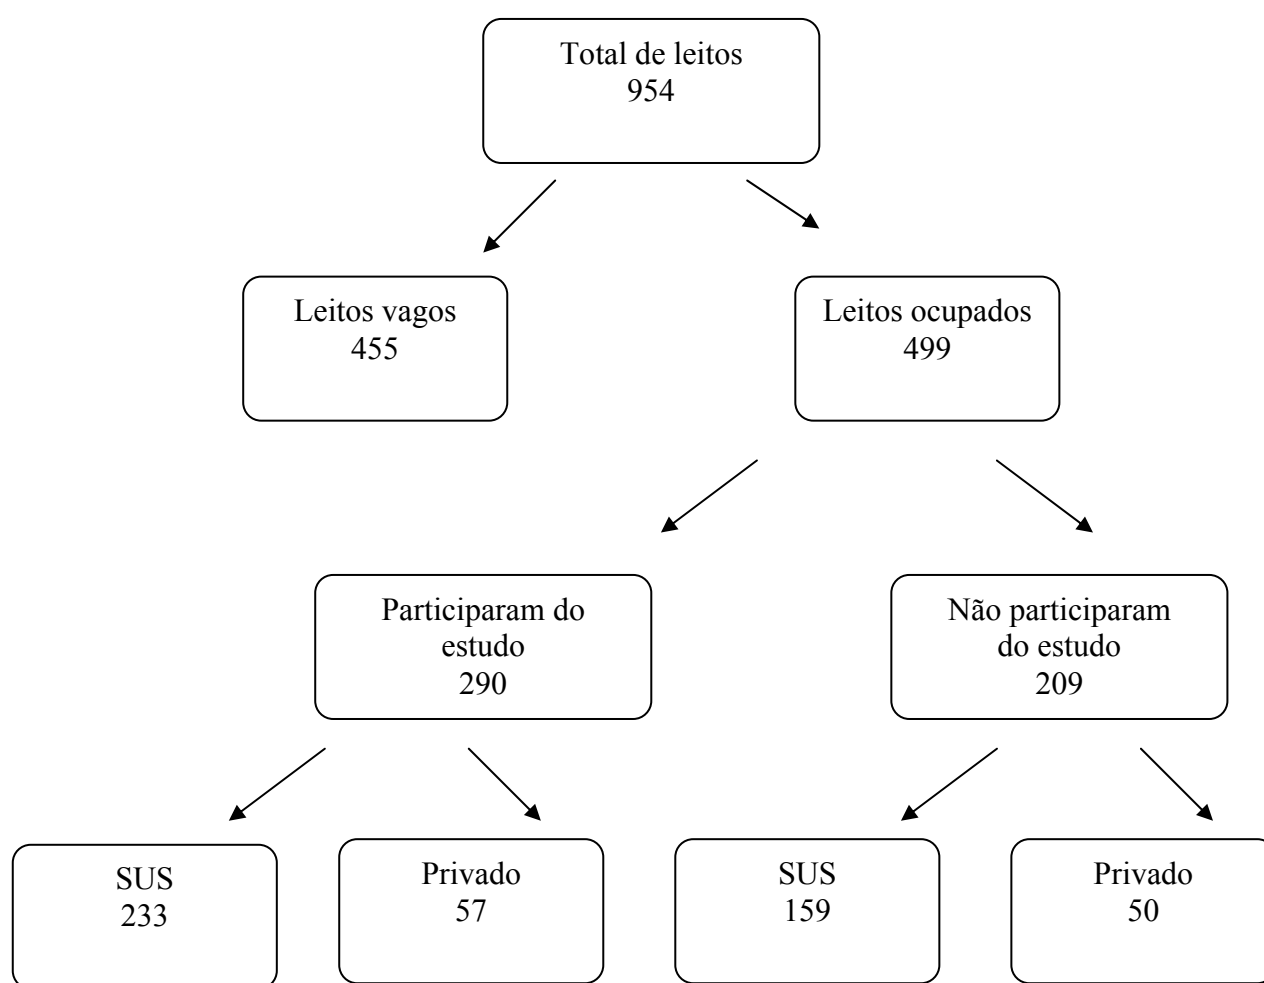 Total de leitos
954
Leitos vagos
455
Leitos ocupados
499
Participaram do
estudo
290
Não participaram
do estudo
209
SUS
233
Privado
57
SUS
159
Privado
50